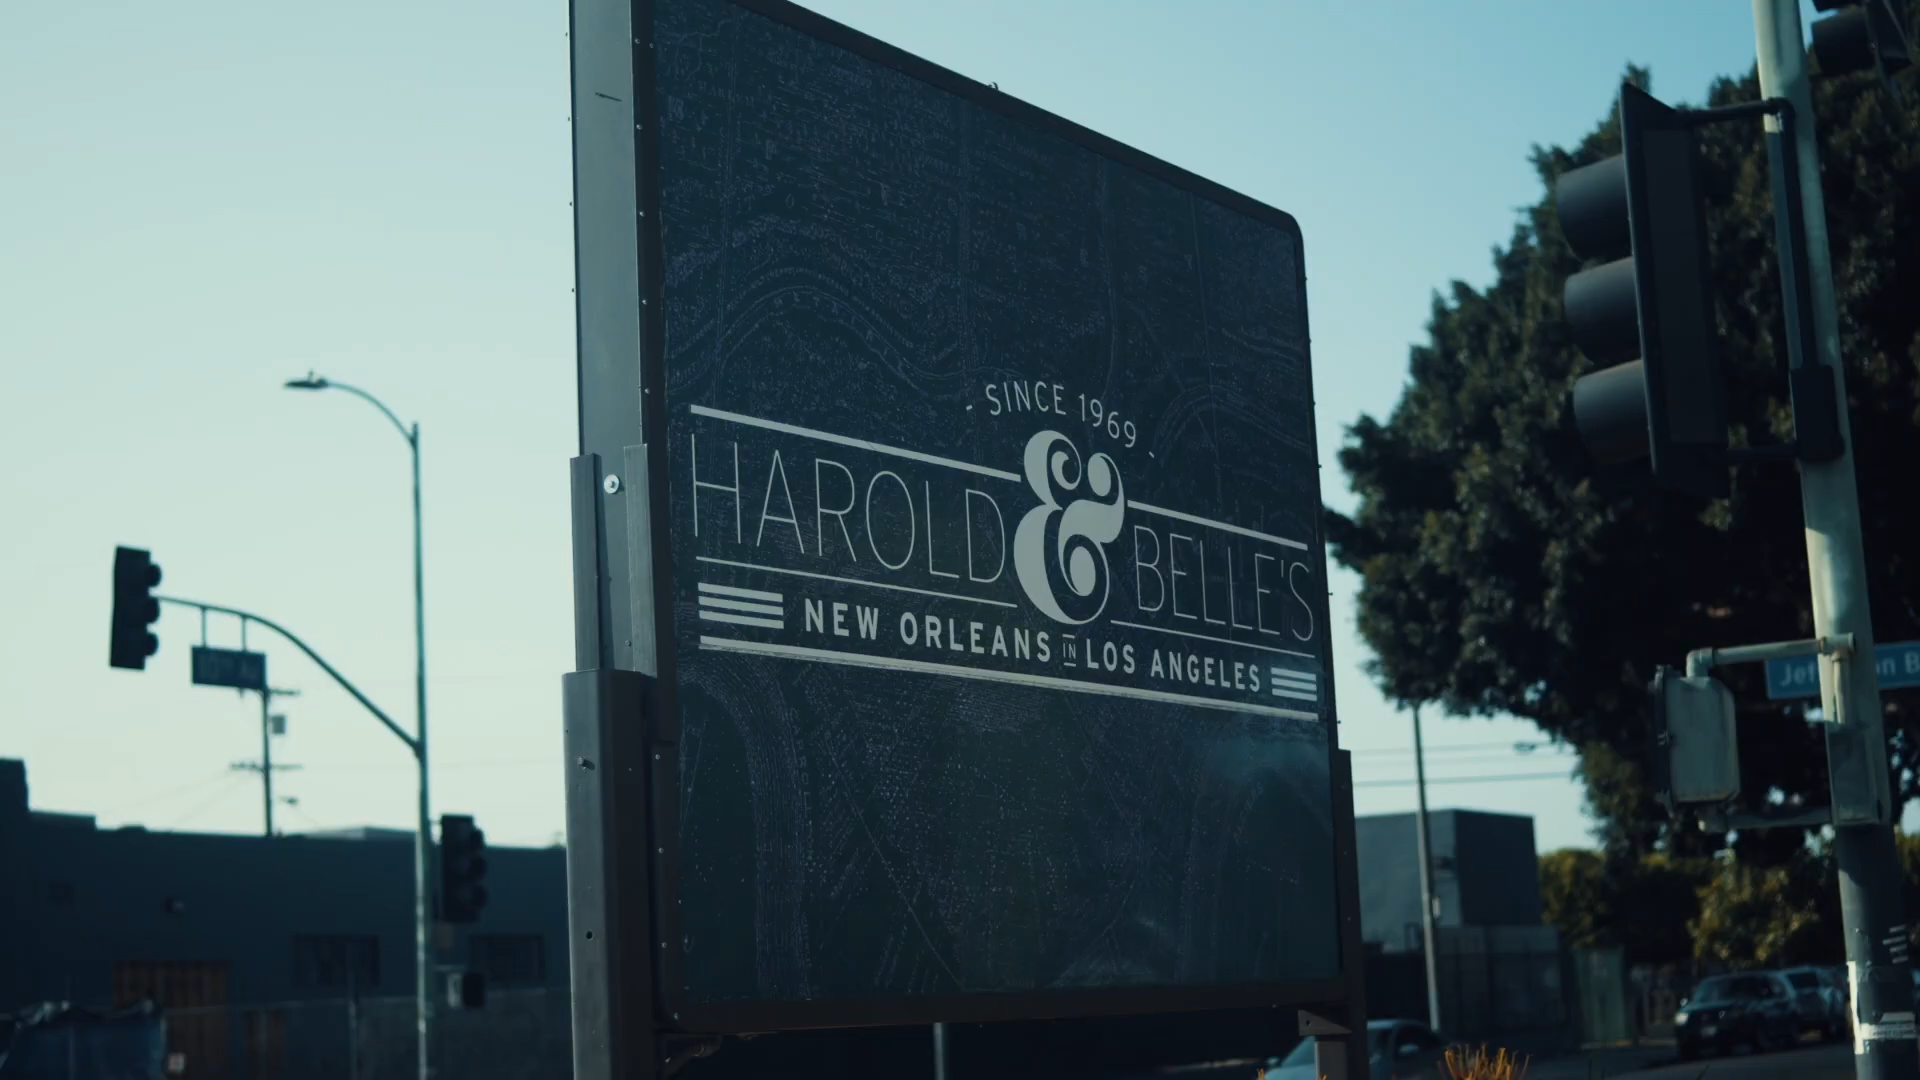 - SINCE 1969 -
HAROLD & BELLE'S
NEW ORLEANS IN LOS ANGELES